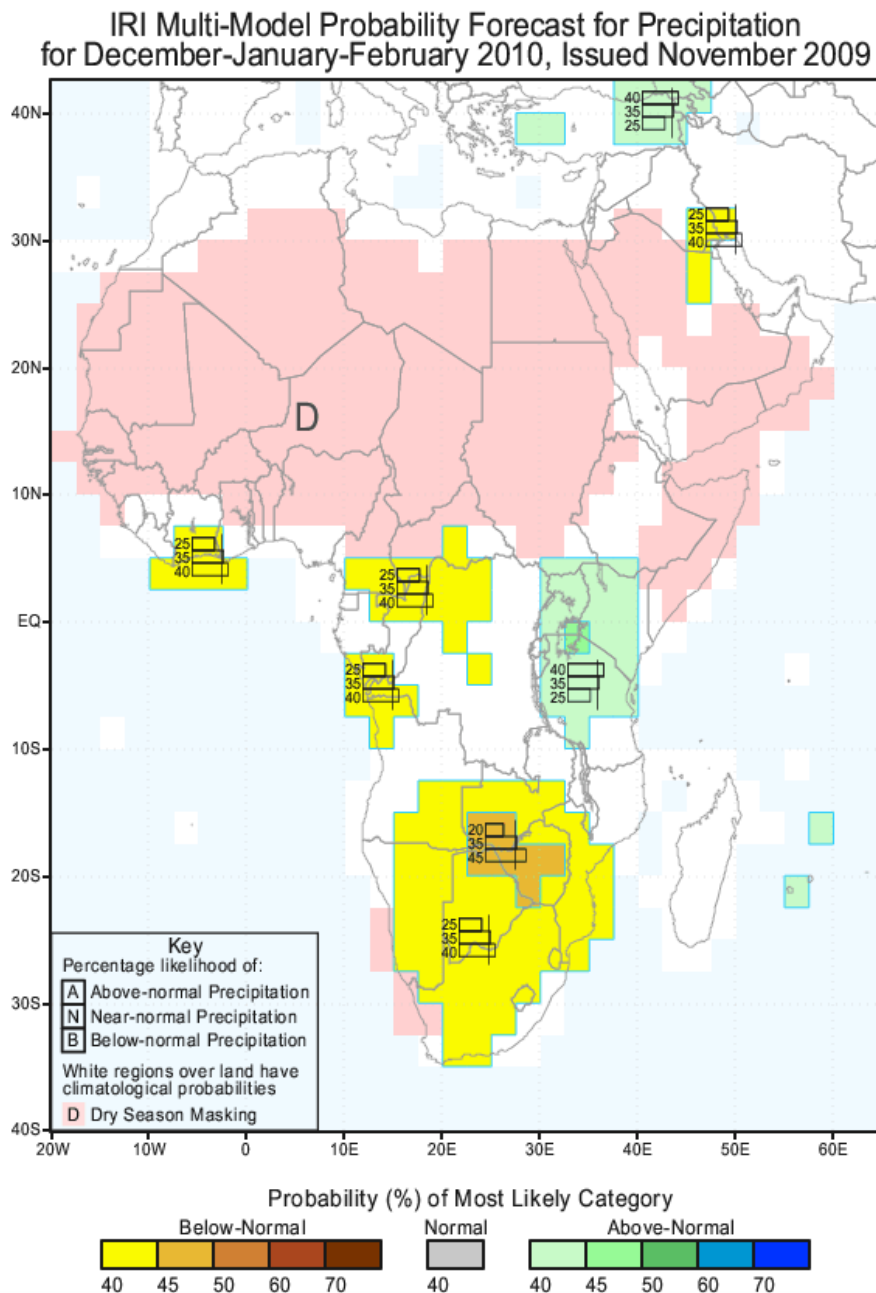 IRI Multi-Model Probability Forecast for Precipitation
for December-January-February 2010, Issued November 2009
40N
40
35
25
30N
25
35
40
20N
D
10N
25
35
40
25
35
40
EQ
25
35
40
40
35
25
10S
20
35
45
20S
25
35
40
Key
Percentage likelihood of:
A Above-normal Precipitation
N Near-normal Precipitation
B Below-normal Precipitation
White regions over land have
climatological probabilities
D Dry Season Masking
30S
40S
20W 10W 0 10E 20E 30E 40E 50E 60E
Probability (%) of Most Likely Category
Below-Normal Normal Above-Normal
40 45 50 60 70 40 40 45 50 60 70